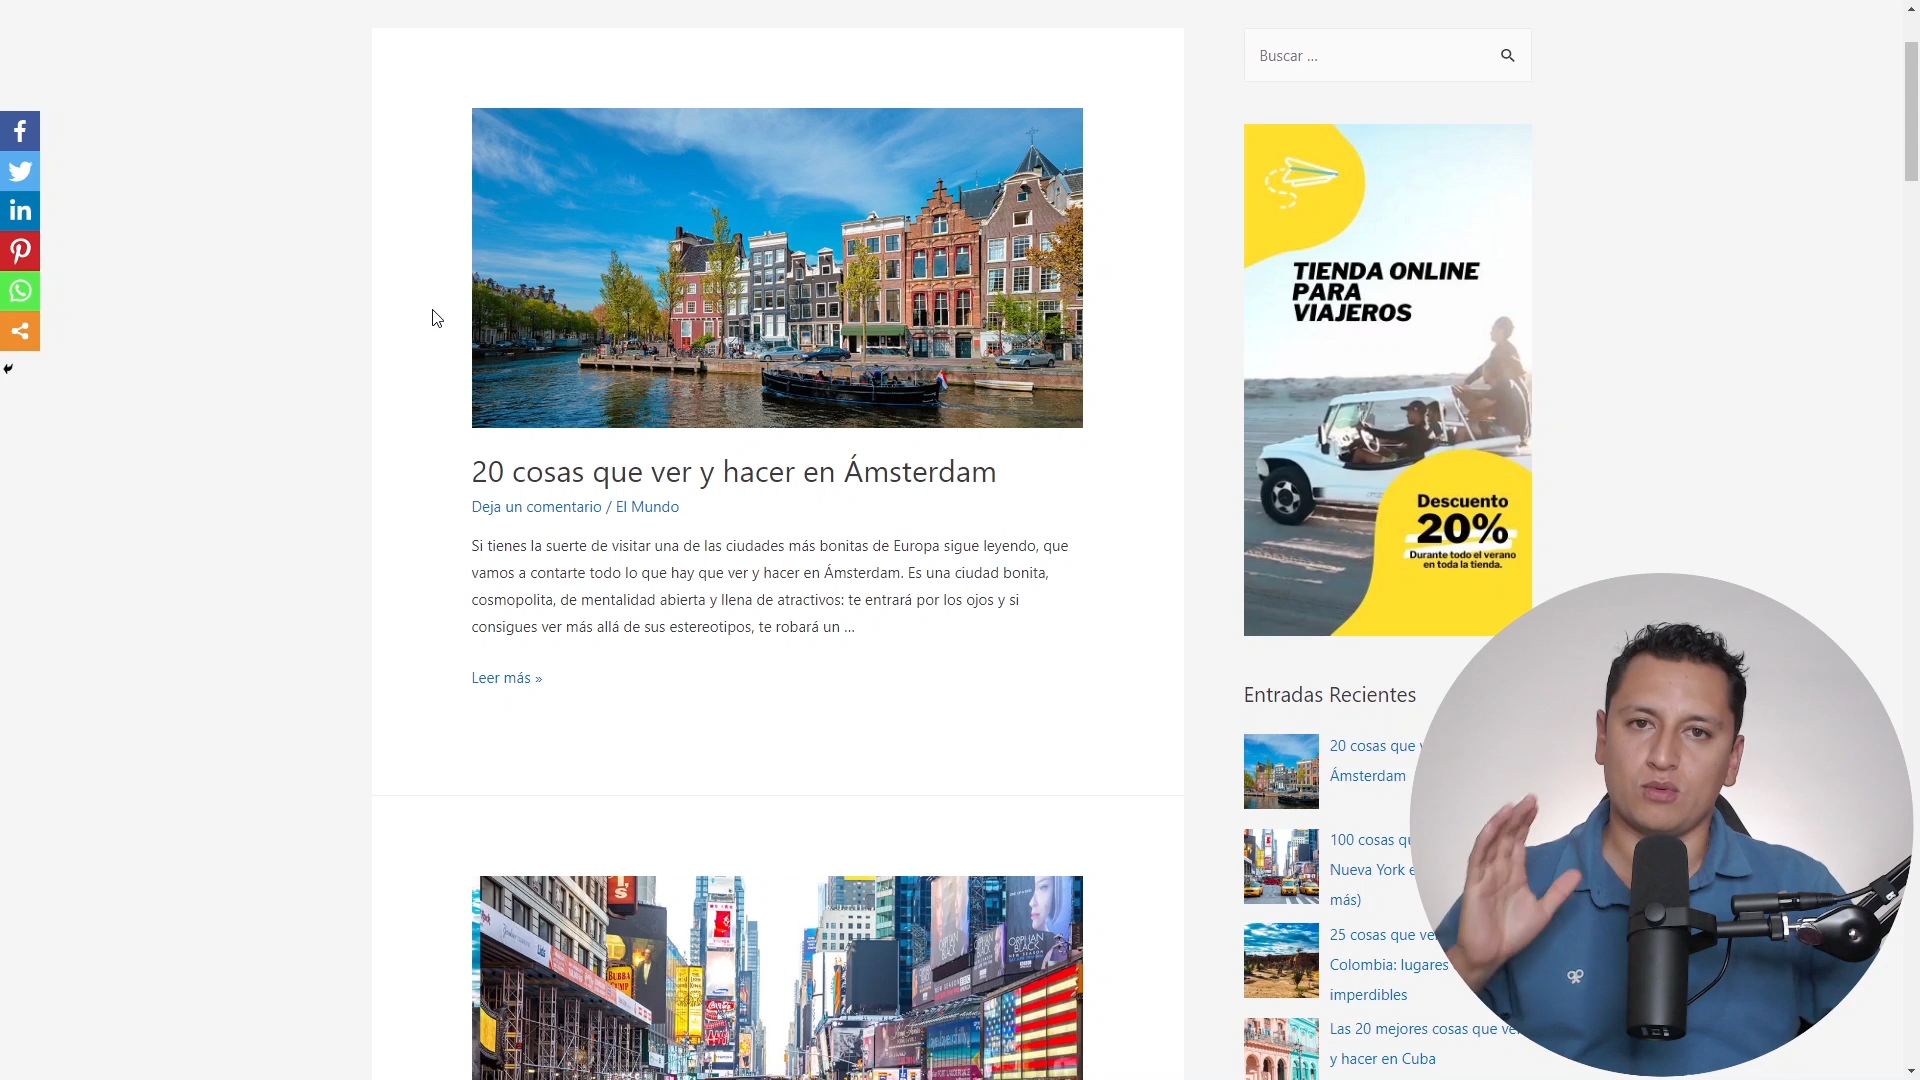 Buscar ...
TIENDA ONLINE
PARA
VIAJEROS
Descuento
20%
Durante todo el verano
en toda la tienda.
20 cosas que ver y hacer en Ámsterdam
Deja un comentario / El Mundo
Si tienes la suerte de visitar una de las ciudades más bonitas de Europa sigue leyendo, que
vamos a contarte todo lo que hay que ver y hacer en Ámsterdam. Es una ciudad bonita,
cosmopolita, de mentalidad abierta y llena de atractivos: te entrará por los ojos y si
consigues ver más allá de sus estereotipos, te robará un ...
Leer más »
Entradas Recientes
20 cosas que
Ámsterdam
100 cosas
Nueva York
más)
25 cosas que
Colombia: lugares
imperdibles
Las 20 mejores cosas que
y hacer en Cuba
BUBBA
GUMP
ORPHAN
BLACK